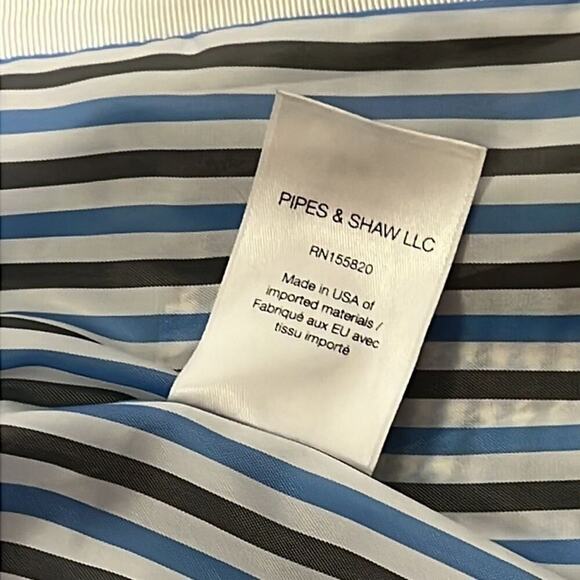 PIPES & SHAW LLC
RN155820
Made in USA of
imported materials /
Fabriqué aux EU avec
tissu importé